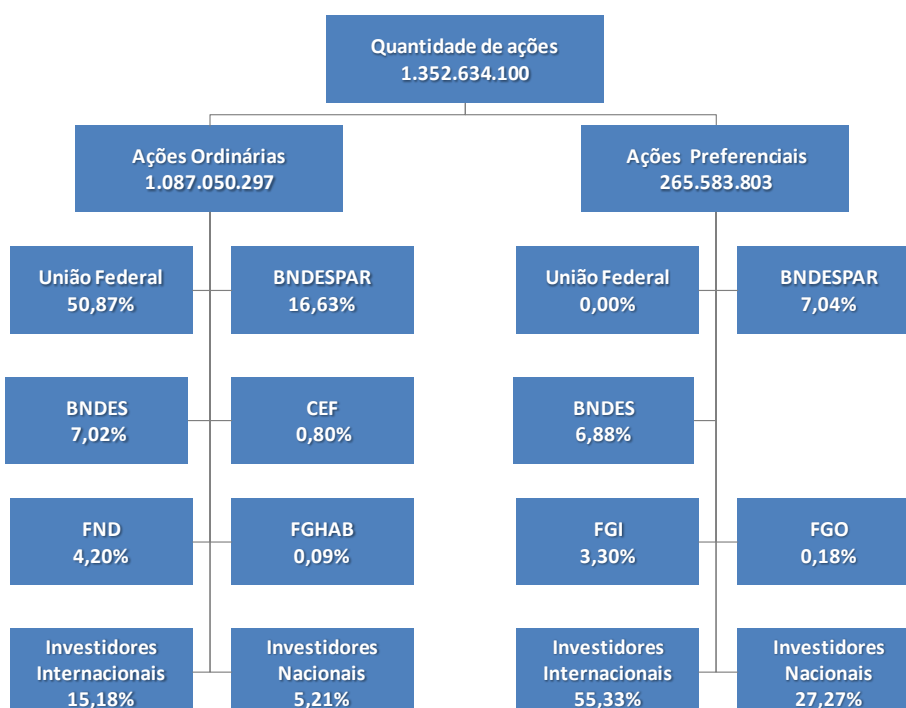 Quantidade de ações
1.352.634.100
Ações Ordinárias
1.087.050.297
Ações Preferenciais
265.583.803
União Federal
50,87%
BNDESPAR
16,63%
União Federal
0,00%
BNDESPAR
7,04%
BNDES
7,02%
CEF
0,80%
BNDES
6,88%
FND
4,20%
FGHAB
0,09%
FGI
3,30%
FGO
0,18%
Investidores
Internacionais
15,18%
Investidores
Nacionais
5,21%
Investidores
Internacionais
55,33%
Investidores
Nacionais
27,27%